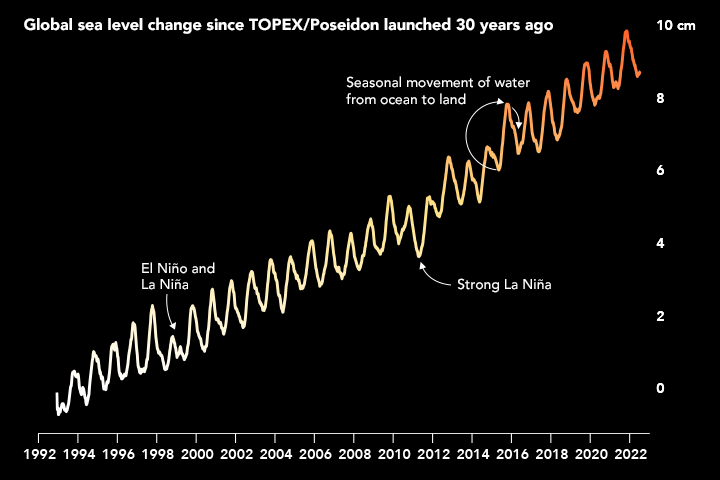 Global sea level change since TOPEX/Poseidon launched 30 years ago
10 cm
Seasonal movement of water
from ocean to land
8
6
4
El Niño and
La Niña
Strong La Niña
2
0
1992 1994 1996 1998 2000 2002 2004 2006 2008 2010 2012 2014 2016 2018 2020 2022